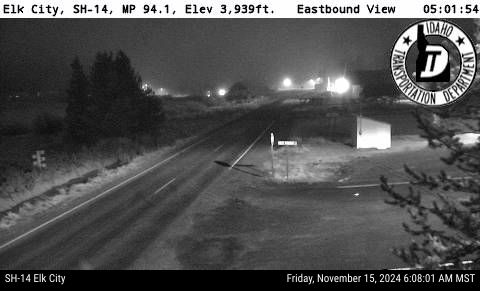 Elk City, SH-14, MP 94.1, Elev 3,939ft. Eastbound View 05:01:54
IDAHO
TRANSPORTATION DEPARTMENT
SH-14 Elk City Friday, November 15, 2024 6:08:01 AM MST